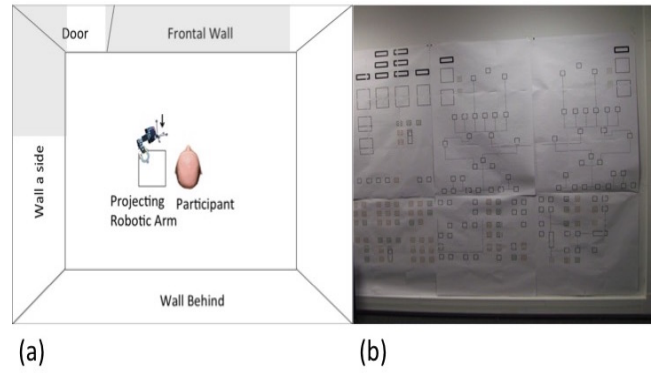 Door
Frontal Wall
Wall a side
Projecting
Robotic Arm
Participant
Wall Behind
(a)
(b)